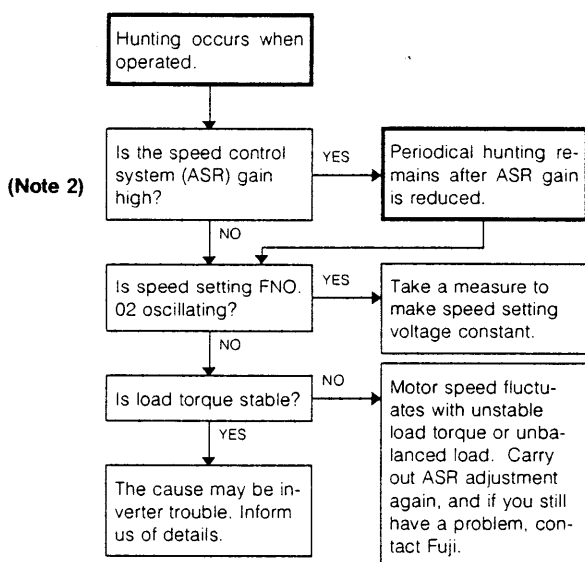 Hunting occurs when
operated.
Is the speed control
system (ASR) gain
high?
YES
Periodical hunting re-
mains after ASR gain
is reduced.
(Note 2)
NO
Is speed setting FNO.
02 oscillating?
YES
Take a measure to
make speed setting
voltage constant.
NO
Is load torque stable?
NO
Motor speed fluctu-
ates with unstable
load torque or unba-
lanced load. Carry
out ASR adjustment
again, and if you still
have a problem, con-
tact Fuji.
YES
The cause may be in-
verter trouble. Inform
us of details.